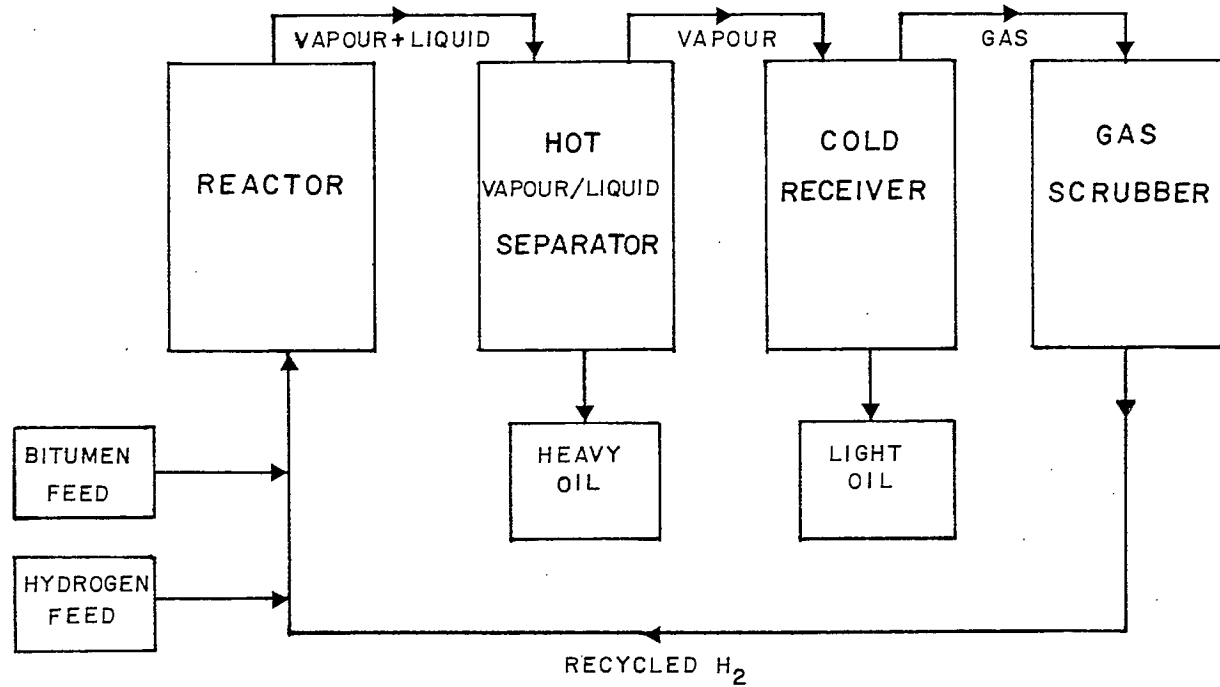 VAPOUR+LIQUID
VAPOUR
GAS
REACTOR
HOT
VAPOUR/LIQUID
SEPARATOR
COLD
RECEIVER
GAS
SCRUBBER
BITUMEN
FEED
HEAVY
OIL
LIGHT
OIL
HYDROGEN
FEED
RECYCLED H₂